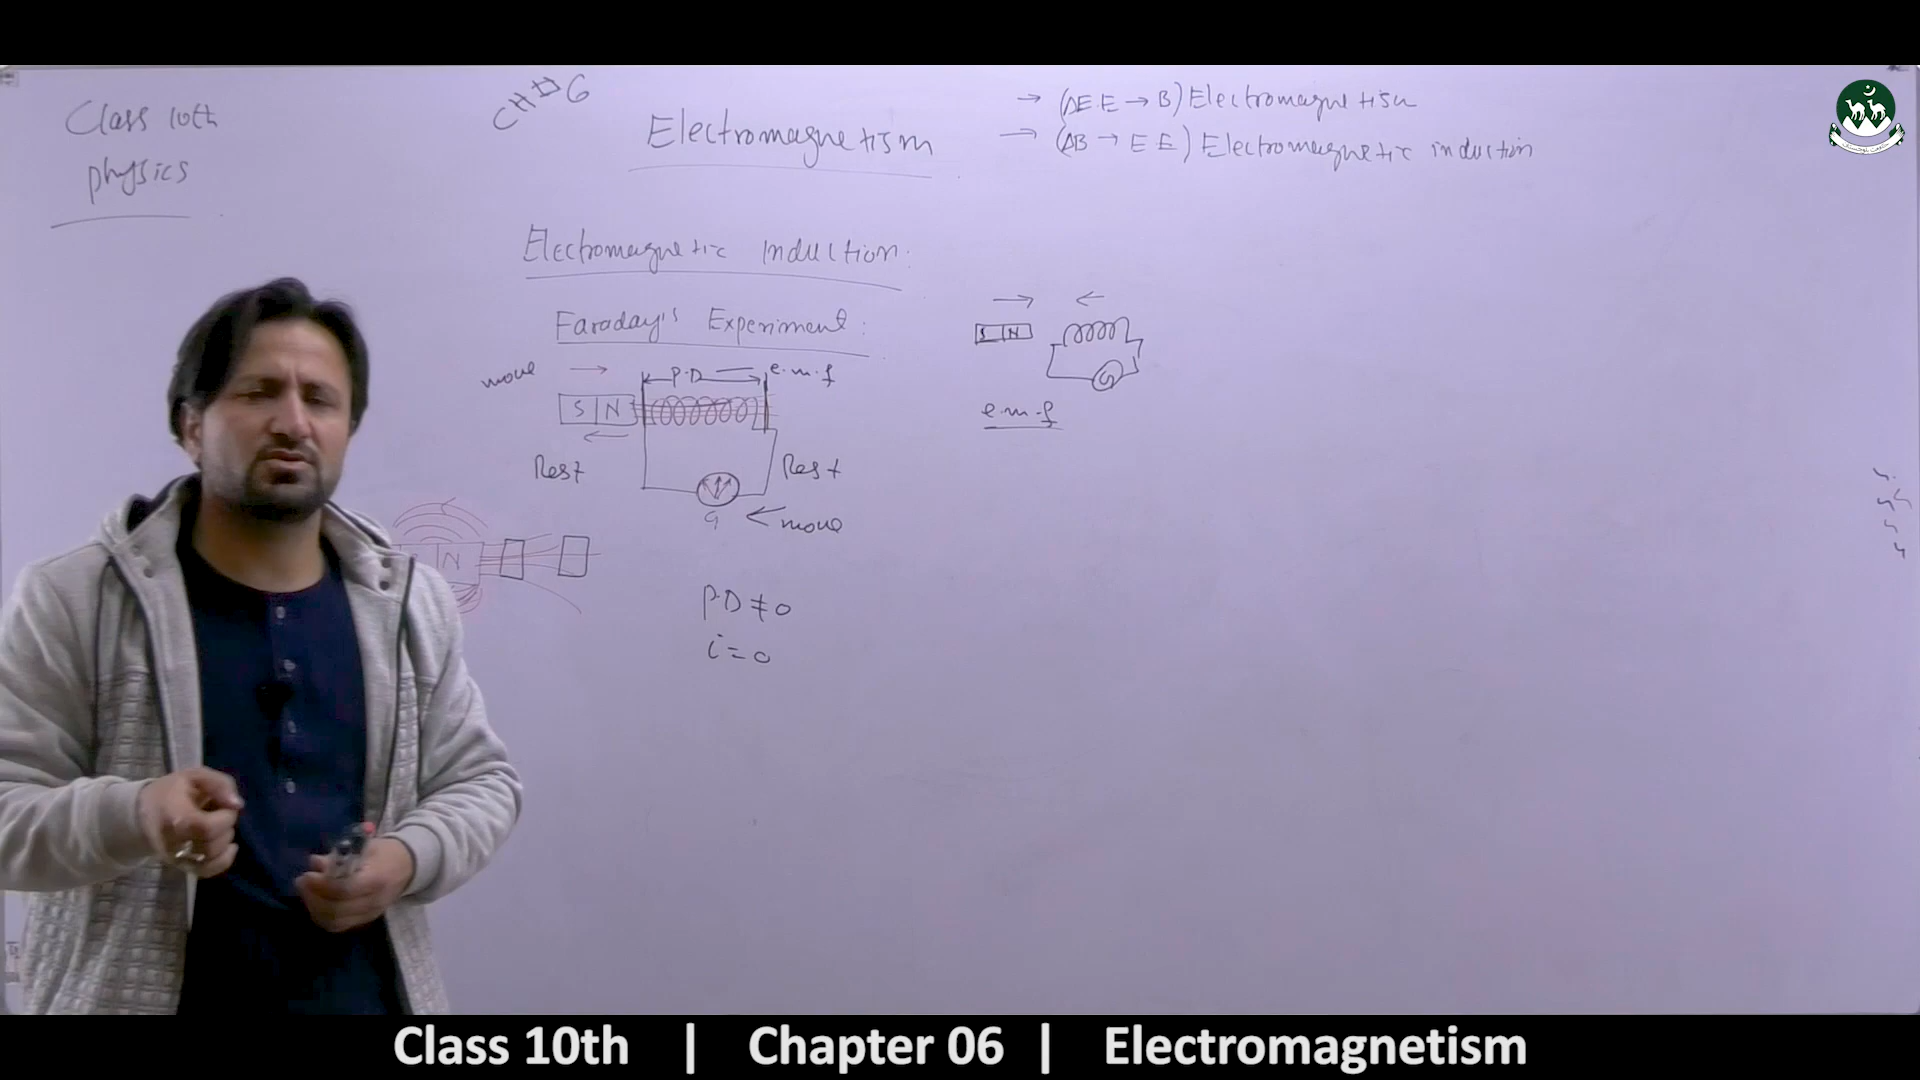 Class 10th
physics
CH # 6
Electromagnetism
→ (ΔE.E → B) Electromagnetism
→ (ΔB → E E) Electromagnetic induction
Electromagnetic Induction.
Faraday's Experiment:
move →
P.D
e.m.f
S N
←
Rest
Rest
G
← move
N
P.D ≠ 0
i = 0
→ ←
S N
G
e.m.f
Class 10th | Chapter 06 | Electromagnetism